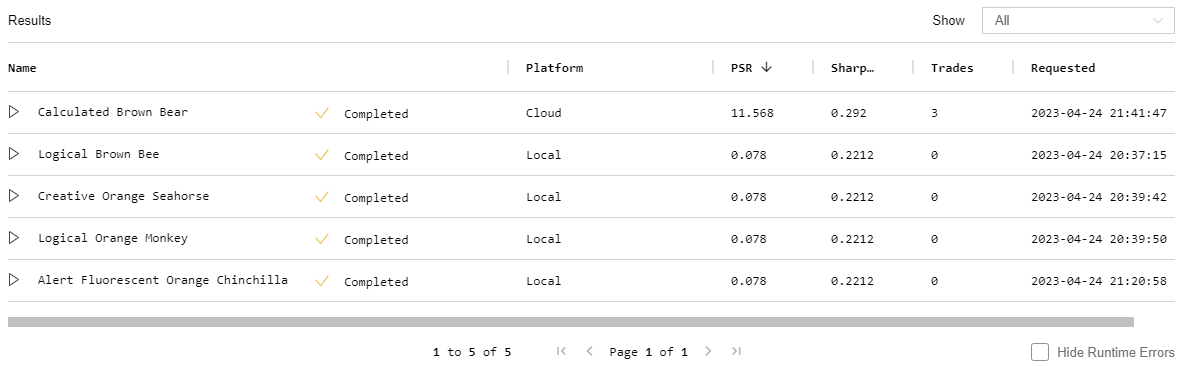 Results Show All
Name Platform PSR Sharp… Trades Requested
Calculated Brown Bear Completed Cloud 11.568 0.292 3 2023-04-24 21:41:47
Logical Brown Bee Completed Local 0.078 0.2212 0 2023-04-24 20:37:15
Creative Orange Seahorse Completed Local 0.078 0.2212 0 2023-04-24 20:39:42
Logical Orange Monkey Completed Local 0.078 0.2212 0 2023-04-24 20:39:50
Alert Fluorescent Orange Chinchilla Completed Local 0.078 0.2212 0 2023-04-24 21:20:58
1 to 5 of 5 Page 1 of 1 Hide Runtime Errors